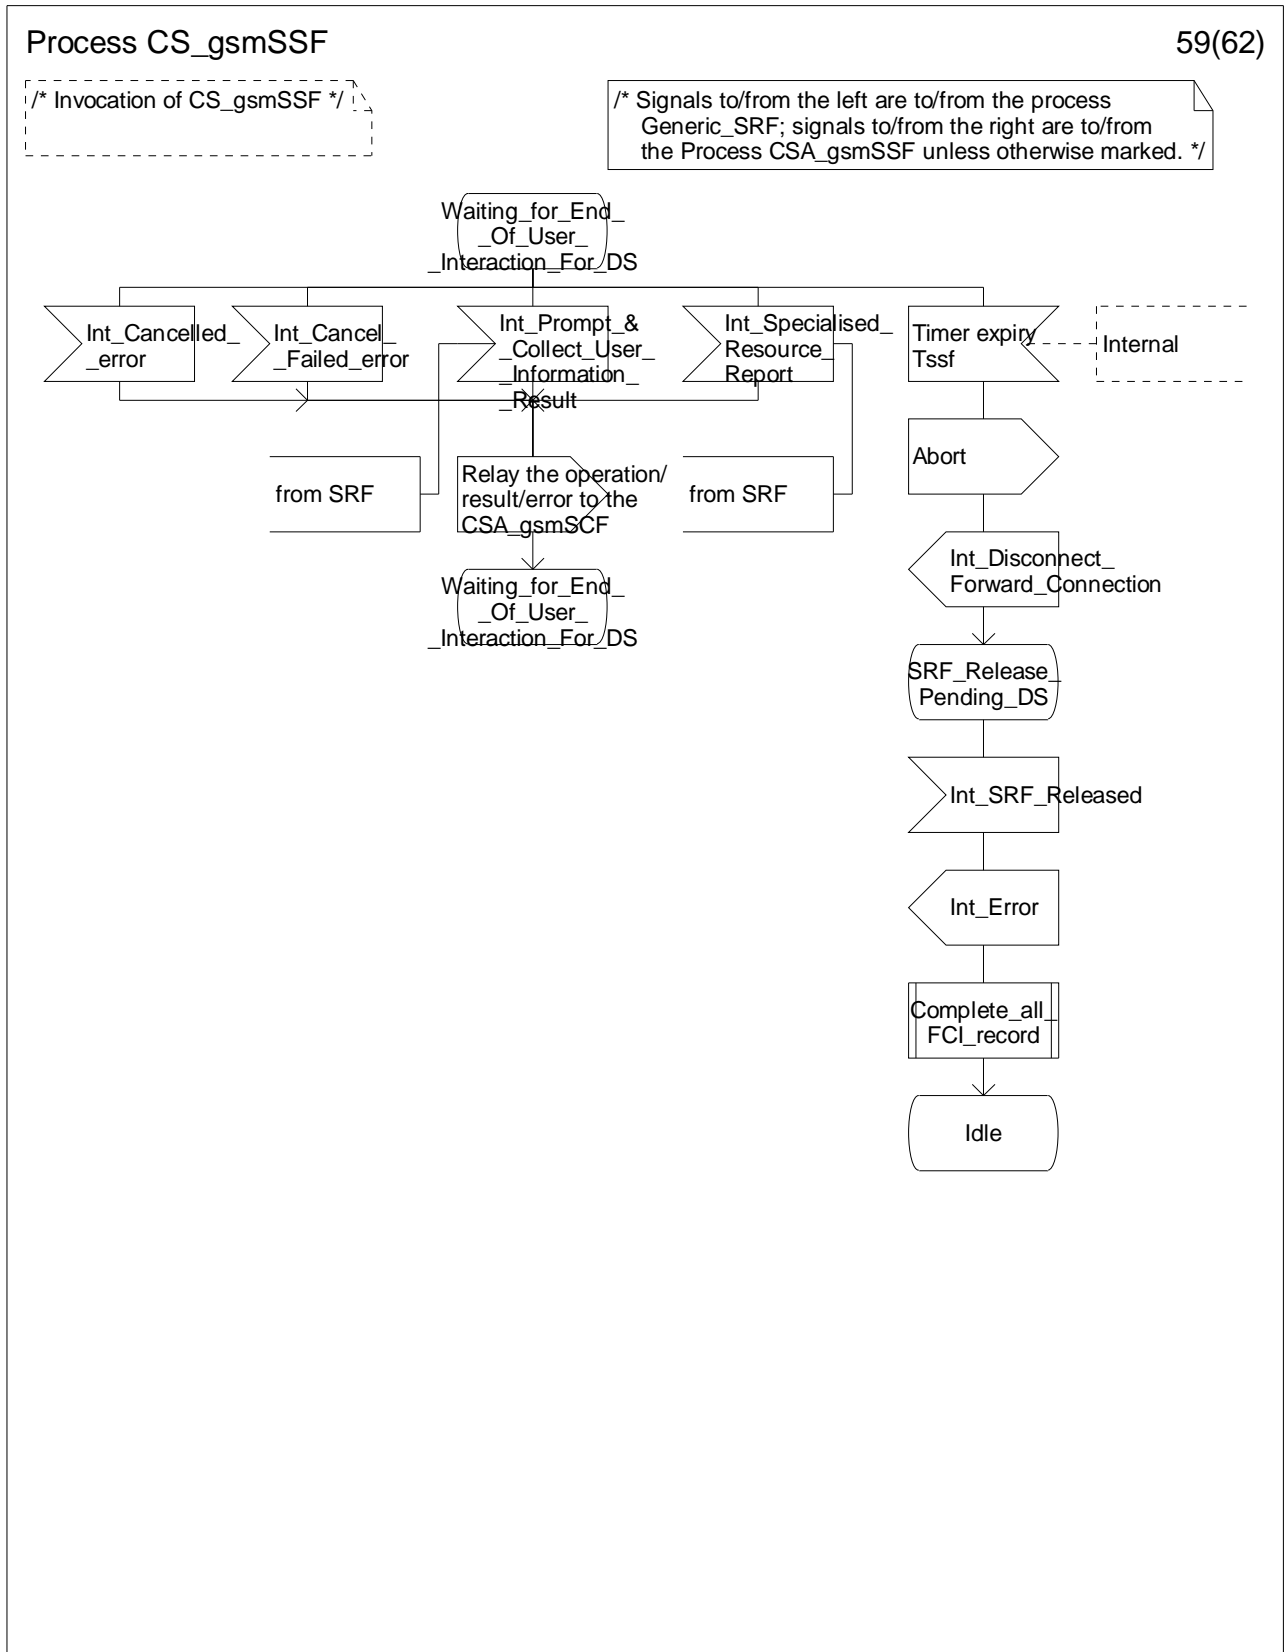 Process CS_gsmSSF
59(62)
/* Invocation of CS_gsmSSF */
/* Signals to/from the left are to/from the process
Generic_SRF; signals to/from the right are to/from
the Process CSA_gsmSSF unless otherwise marked. */
Waiting_for_End_
_Of_User_
_Interaction_For_DS
Int_Cancelled_
_error
Int_Cancel_
_Failed_error
Int_Prompt_&
_Collect_User_
_Information_
_Result
Int_Specialised_
Resource_
Report
Timer expiry
Tssf
Internal
from SRF
Relay the operation/
result/error to the
CSA_gsmSCF
from SRF
Abort
Waiting_for_End_
_Of_User_
_Interaction_For_DS
Int_Disconnect_
Forward_Connection
SRF_Release_
Pending_DS
Int_SRF_Released
Int_Error
Complete_all_
FCI_record
Idle